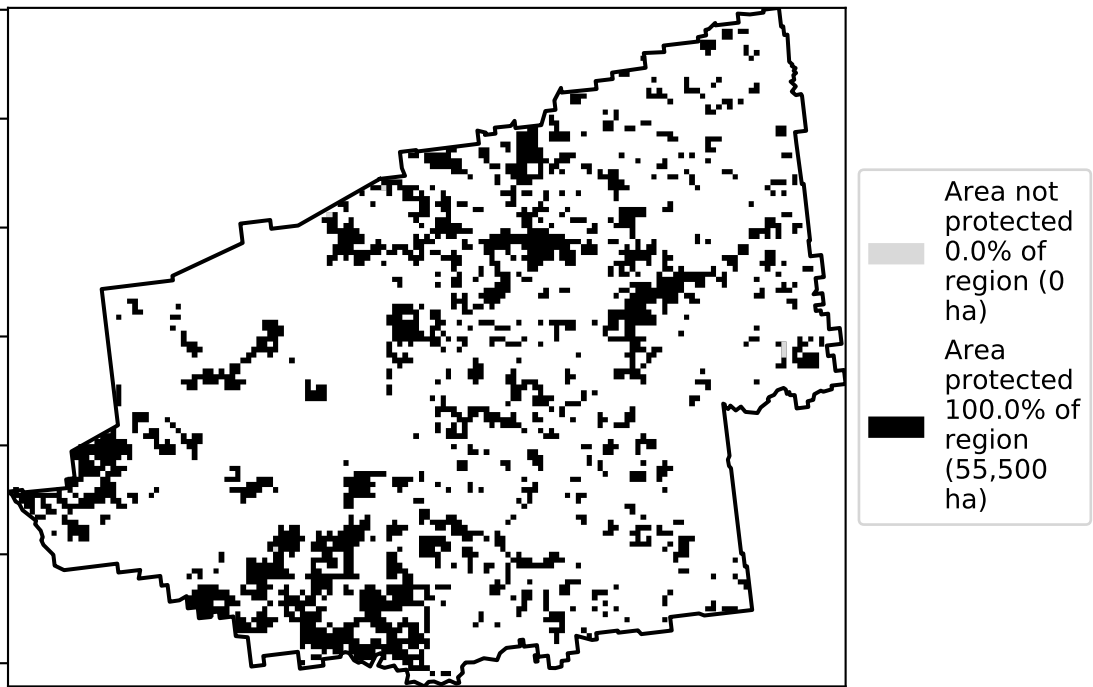 Area not
protected
0.0% of
region (0
ha)
Area
protected
100.0% of
region
(55,500
ha)